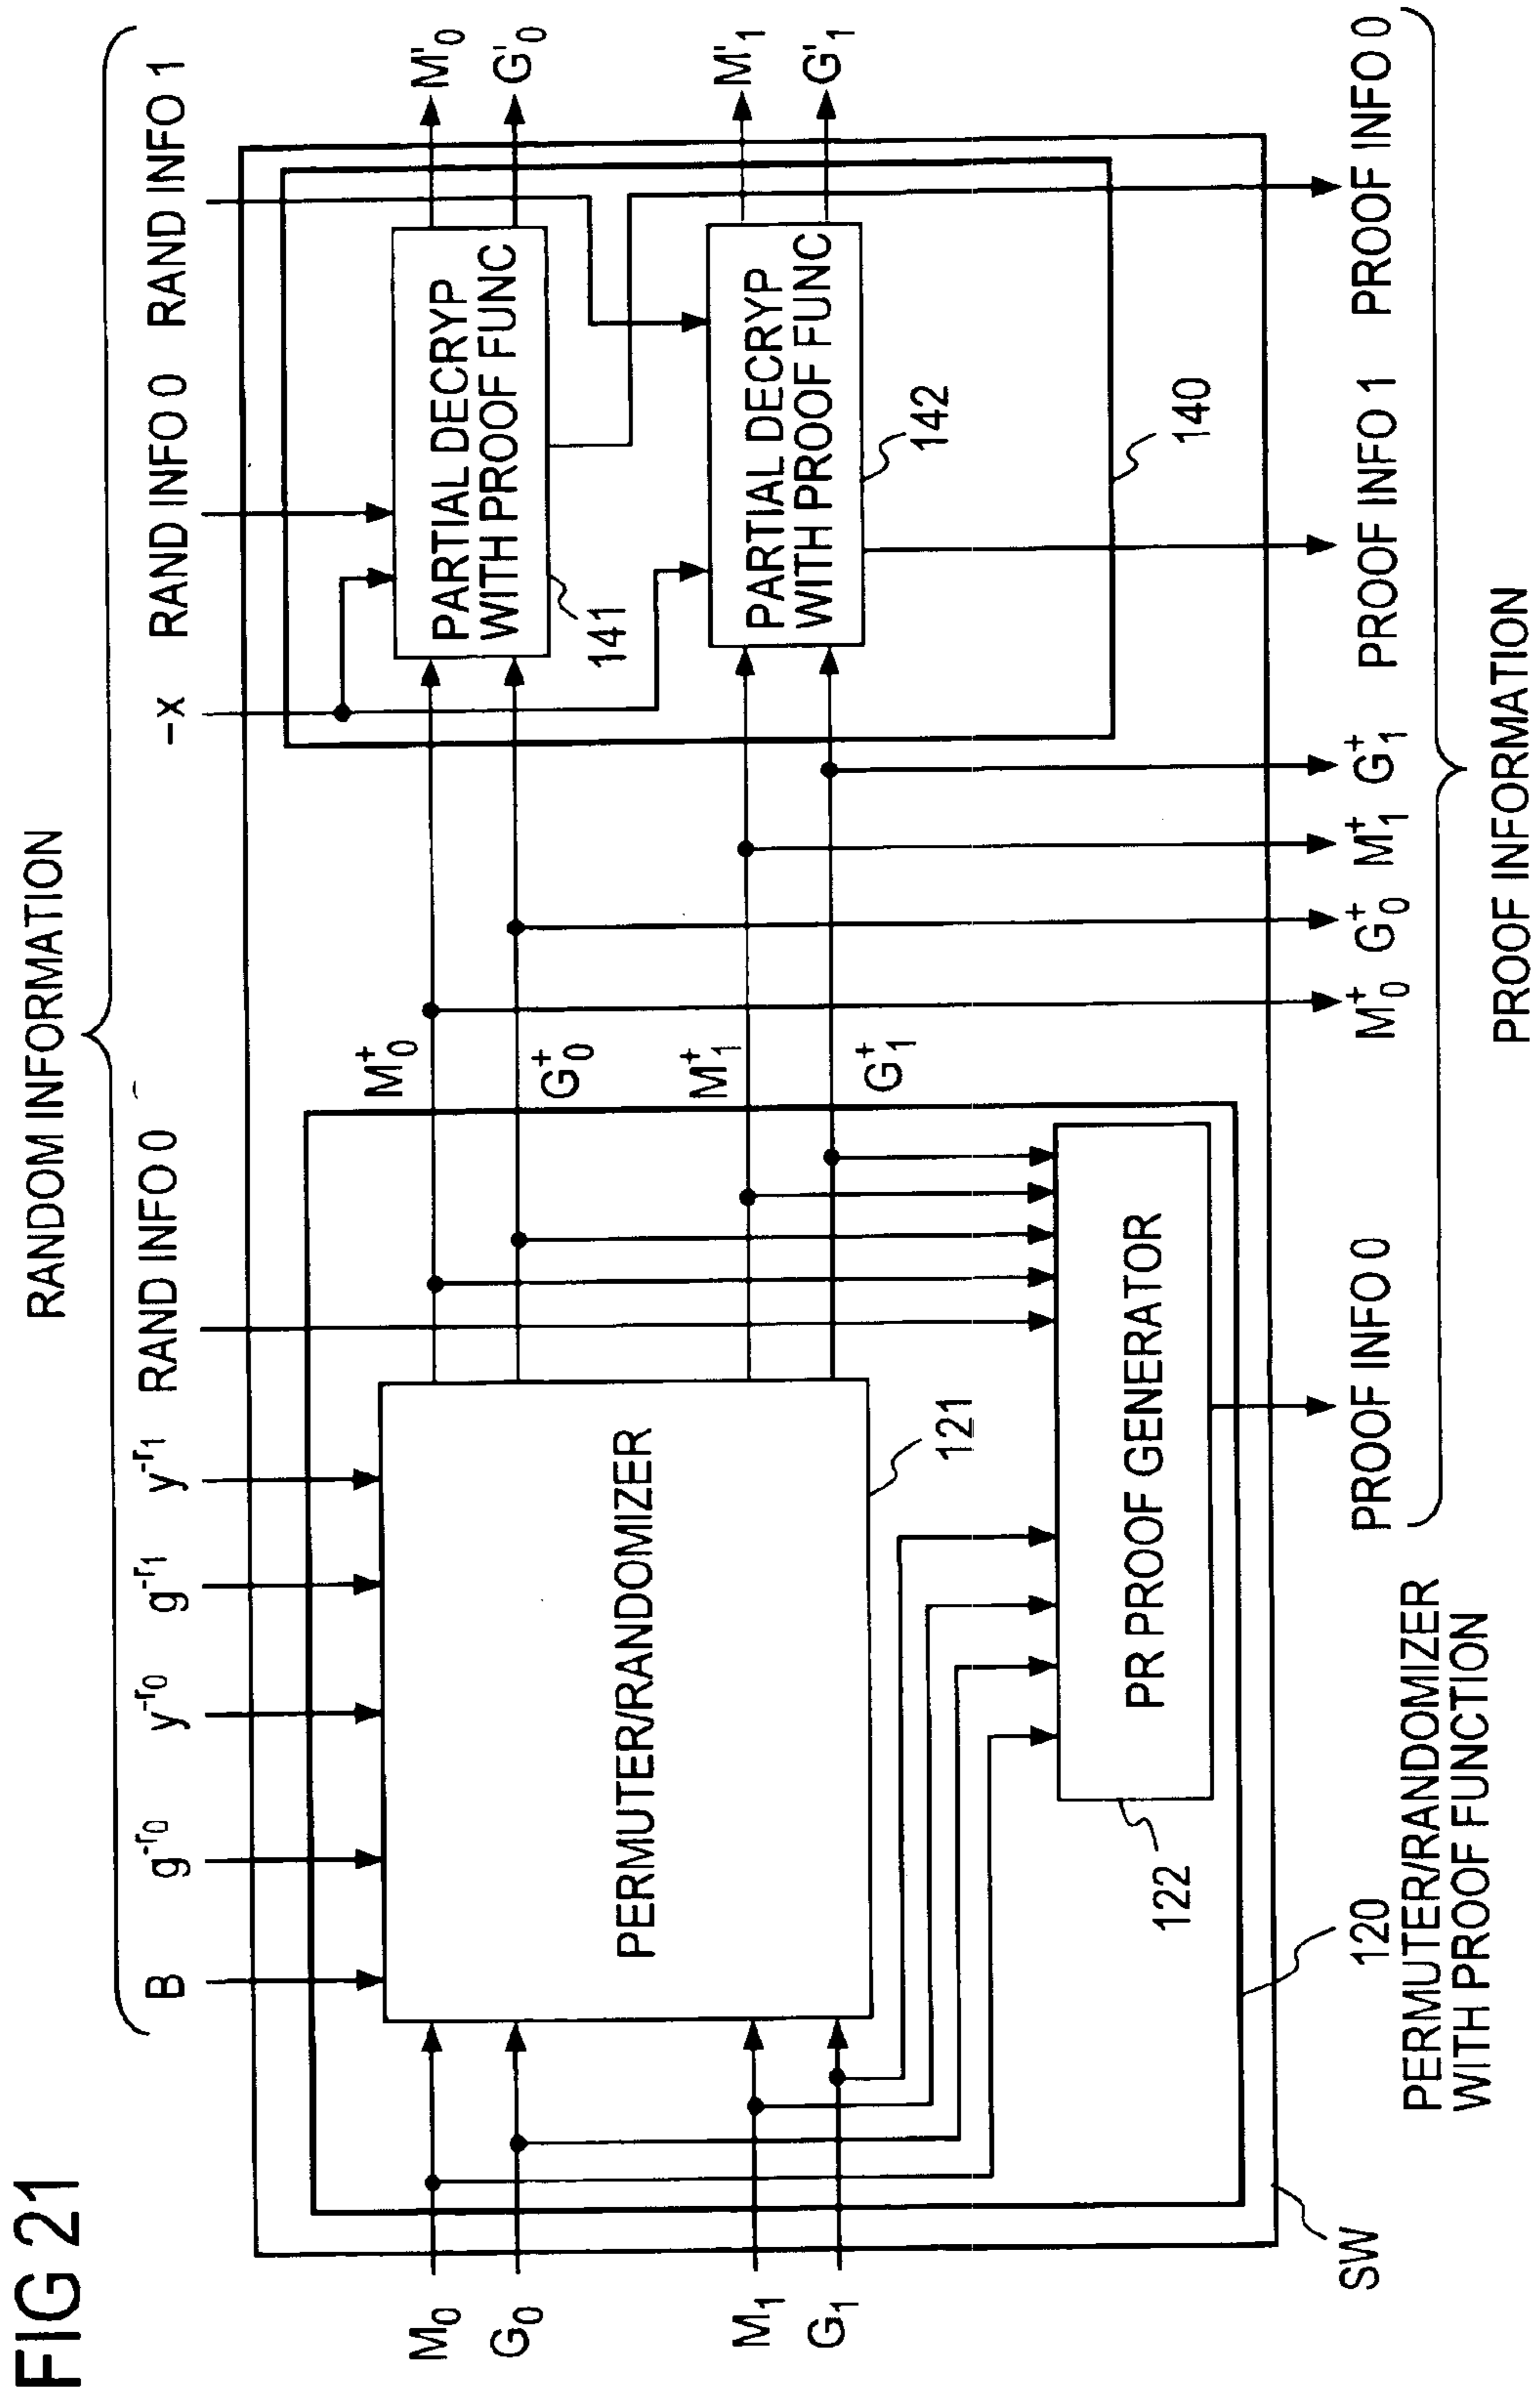 FIG 21
RANDOM INFORMATION
B g^-r0 y^-r0 g^-r1 y^-r1 RAND INFO 0 -x RAND INFO 0 RAND INFO 1
M0
G0
M1
G1
PERMUTER/RANDOMIZER
121
M0+
G0+
M1+
G1+
PARTIAL DECRYP
WITH PROOF FUNC
141
PARTIAL DECRYP
WITH PROOF FUNC
142
140
M'0
G'0
M'1
G'1
PR PROOF GENERATOR
122
SW
120
PERMUTER/RANDOMIZER
WITH PROOF FUNCTION
PROOF INFO 0 M0+ G0+ M1+ G1+ PROOF INFO 1 PROOF INFO 0
PROOF INFORMATION